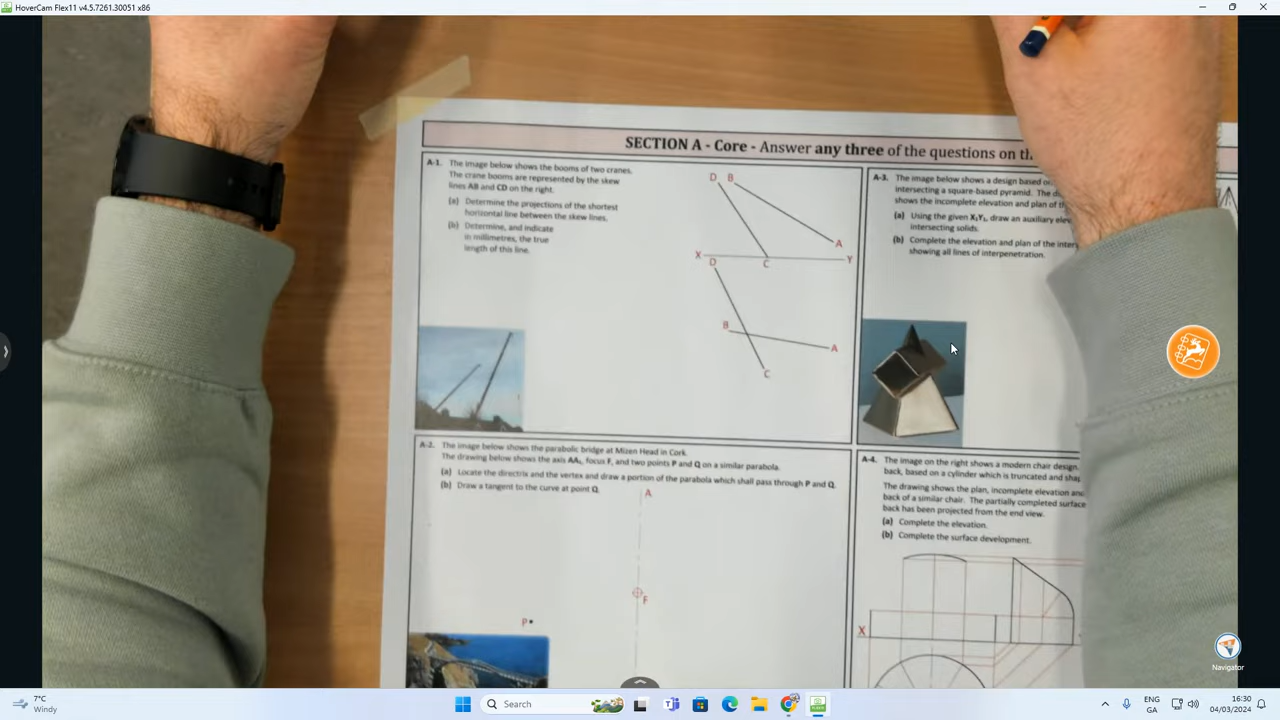 HoverCam Flex11 v4.5.7261.30051 x86
SECTION A - Core - Answer any three of the questions on
A-1. The image below shows the booms of two cranes.
The crane booms are represented by the skew
lines AB and CD on the right.
(a) Determine the projections of the shortest
horizontal line between the skew lines.
(b) Determine, and indicate
in millimetres, the true
length of this line.
D B
A
X D C Y
B
A
C
A-3. The image below shows a design based
intersecting a square-based pyramid. The
shows the incomplete elevation and plan of
(a) Using the given X₁Y₁, draw an auxiliary
intersecting solids.
(b) Complete the elevation and plan of the
showing all lines of interpenetration.
A-2. The image below shows the parabolic bridge at Mizen Head in Cork.
The drawing below shows the axis AA₁, focus F, and two points P and Q on a similar parabola.
(a) Locate the directrix and the vertex and draw a portion of the parabola which shall pass through P and Q.
(b) Draw a tangent to the curve at point Q.
A
F
P
A-4. The image on the right shows a modern chair design.
back, based on a cylinder which is truncated and
The drawing shows the plan, incomplete elevation
back of a similar chair. The partially completed surface
back has been projected from the end view.
(a) Complete the elevation.
(b) Complete the surface development.
X
Navigator
7°C
Windy
Search
ENG
GA
16:30
04/03/2024